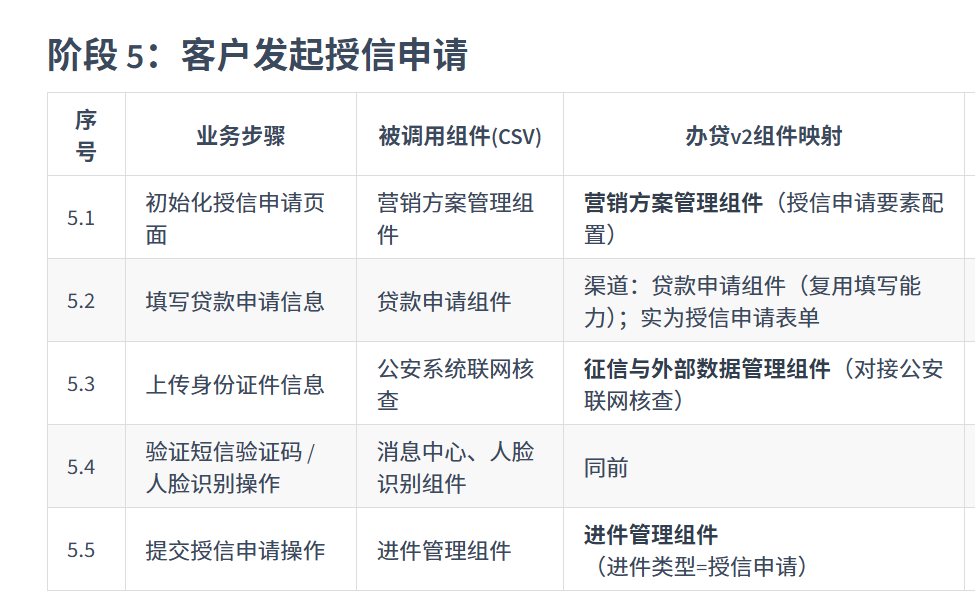 阶段 5：客户发起授信申请
序
号
业务步骤
被调用组件(CSV)
办贷v2组件映射
5.1
初始化授信申请页
面
营销方案管理组
件
营销方案管理组件（授信申请要素配
置）
5.2
填写贷款申请信息
贷款申请组件
渠道：贷款申请组件（复用填写能
力）；实为授信申请表单
5.3
上传身份证件信息
公安系统联网核
查
征信与外部数据管理组件（对接公安
联网核查）
5.4
验证短信验证码 /
人脸识别操作
消息中心、人脸
识别组件
同前
5.5
提交授信申请操作
进件管理组件
进件管理组件
（进件类型=授信申请）